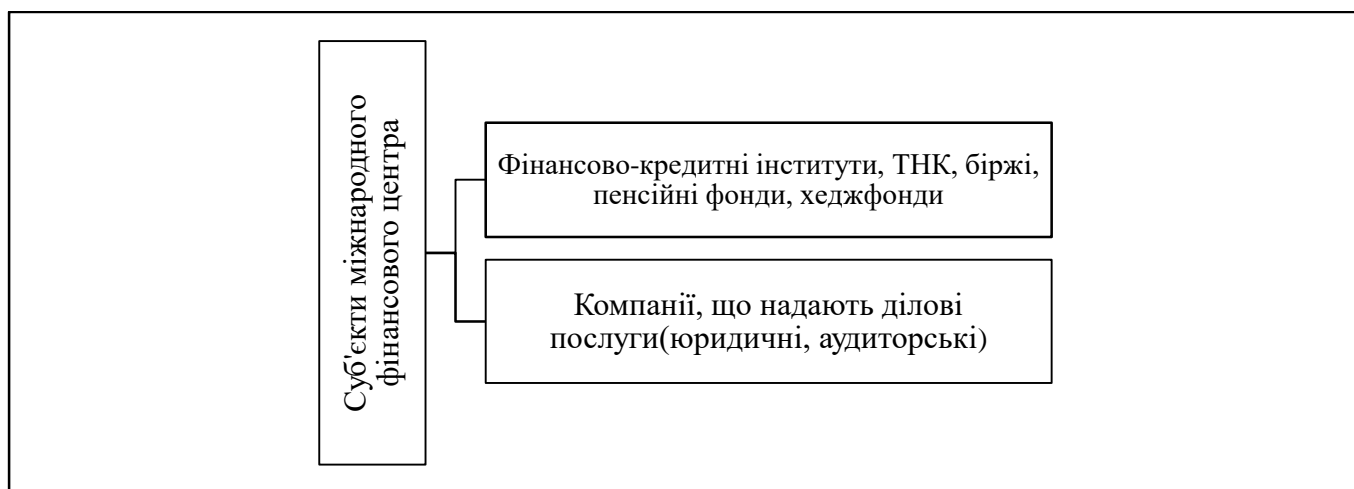 Суб'єкти міжнародного
фінансового центра
Фінансово-кредитні інститути, ТНК, біржі,
пенсійні фонди, хеджфонди
Компанії, що надають ділові
послуги(юридичні, аудиторські)